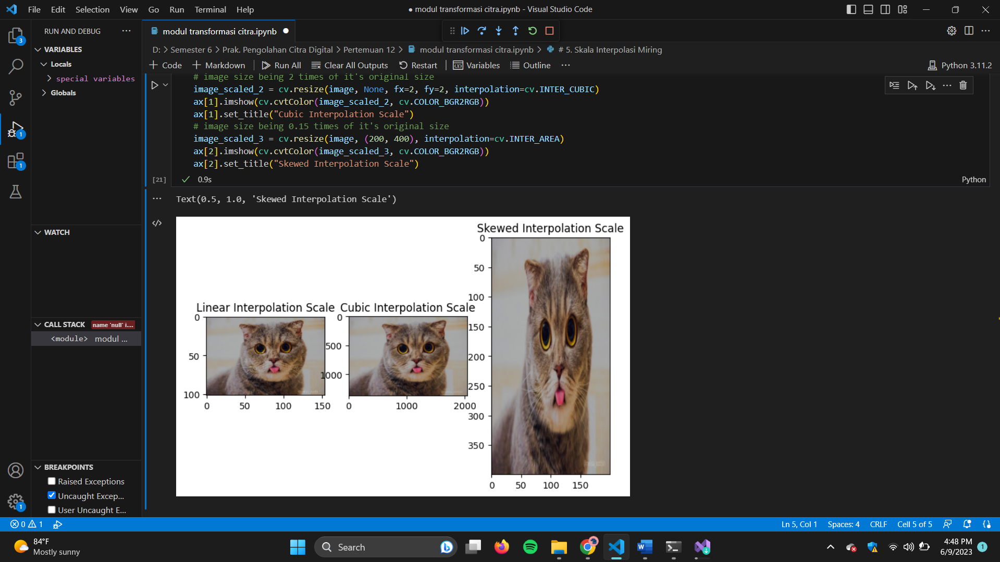 File Edit Selection View Go Run Terminal Help
● modul transformasi citra.ipynb - Visual Studio Code
RUN AND DEBUG
modul transformasi citra.ipynb
VARIABLES
Locals
special variables
Globals
WATCH
CALL STACK name 'null' i...
<module> modul ...
BREAKPOINTS
Raised Exceptions
Uncaught Excep...
User Uncaught E...
3
1
1
1
D: > Semester 6 > Prak. Pengolahan Citra Digital > Pertemuan 12 > modul transformasi citra.ipynb > # 5. Skala Interpolasi Miring
+ Code + Markdown Run All Clear All Outputs Restart Variables Outline ...
Python 3.11.2
# image size being 2 times of it's original size
image_scaled_2 = cv.resize(image, None, fx=2, fy=2, interpolation=cv.INTER_CUBIC)
ax[1].imshow(cv.cvtColor(image_scaled_2, cv.COLOR_BGR2RGB))
ax[1].set_title("Cubic Interpolation Scale")
# image size being 0.15 times of it's original size
image_scaled_3 = cv.resize(image, (200, 400), interpolation=cv.INTER_AREA)
ax[2].imshow(cv.cvtColor(image_scaled_3, cv.COLOR_BGR2RGB))
ax[2].set_title("Skewed Interpolation Scale")
[21] 0.9s
Python
Text(0.5, 1.0, 'Skewed Interpolation Scale')
Linear Interpolation Scale
0
50
100
0 50 100 150
Cubic Interpolation Scale
0
500
1000
0 1000 2000
Skewed Interpolation Scale
0
50
100
150
200
250
300
350
0 50 100 150
0 1
Ln 5, Col 1 Spaces: 4 CRLF Cell 5 of 5
84°F
Mostly sunny
Search
4:48 PM
6/9/2023
1